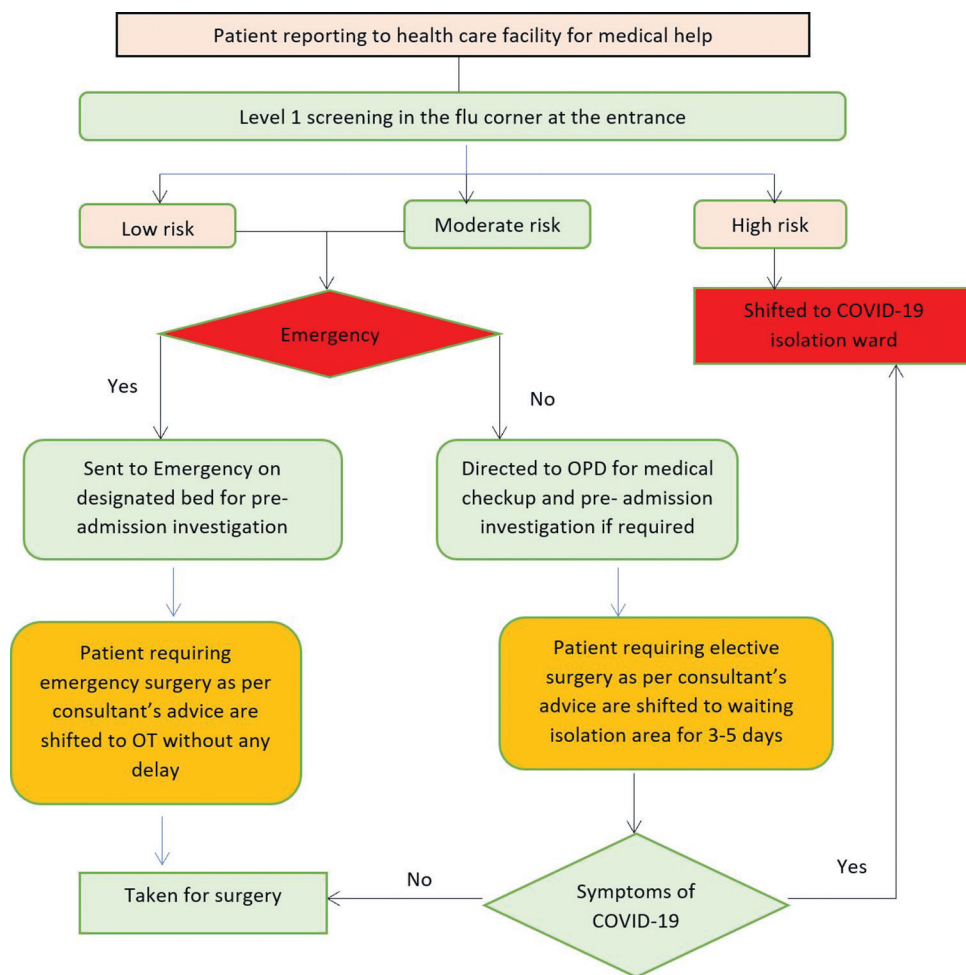 Patient reporting to health care facility for medical help
Level 1 screening in the flu corner at the entrance
Low risk
Moderate risk
High risk
Emergency
Shifted to COVID-19
isolation ward
Yes
No
Sent to Emergency on
designated bed for pre-
admission investigation
Directed to OPD for medical
checkup and pre- admission
investigation if required
Patient requiring
emergency surgery as per
consultant’s advice are
shifted to OT without any
delay
Patient requiring elective
surgery as per consultant’s
advice are shifted to waiting
isolation area for 3-5 days
Taken for surgery
No
Symptoms of
COVID-19
Yes